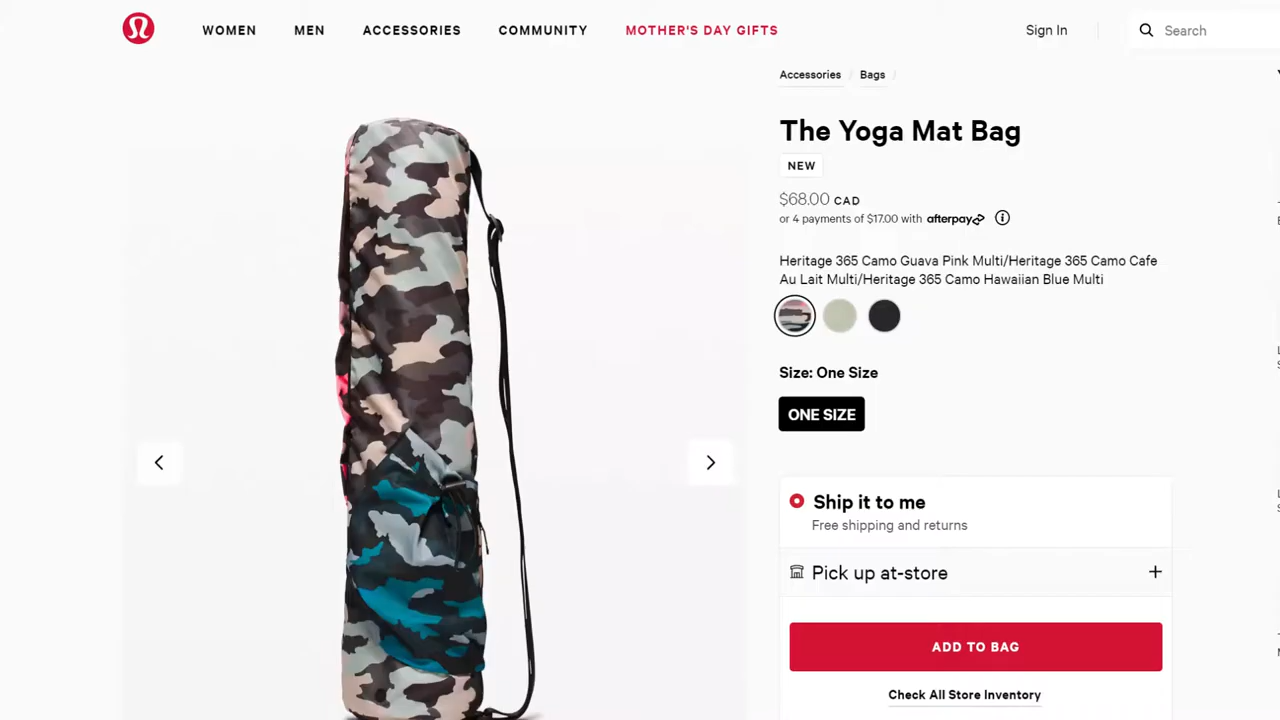 WOMEN MEN ACCESSORIES COMMUNITY MOTHER'S DAY GIFTS Sign In Search
Accessories / Bags /
The Yoga Mat Bag
NEW
$68.00 CAD
or 4 payments of $17.00 with afterpay
Heritage 365 Camo Guava Pink Multi/Heritage 365 Camo Cafe
Au Lait Multi/Heritage 365 Camo Hawaiian Blue Multi
Size: One Size
ONE SIZE
Ship it to me
Free shipping and returns
Pick up at-store +
ADD TO BAG
Check All Store Inventory